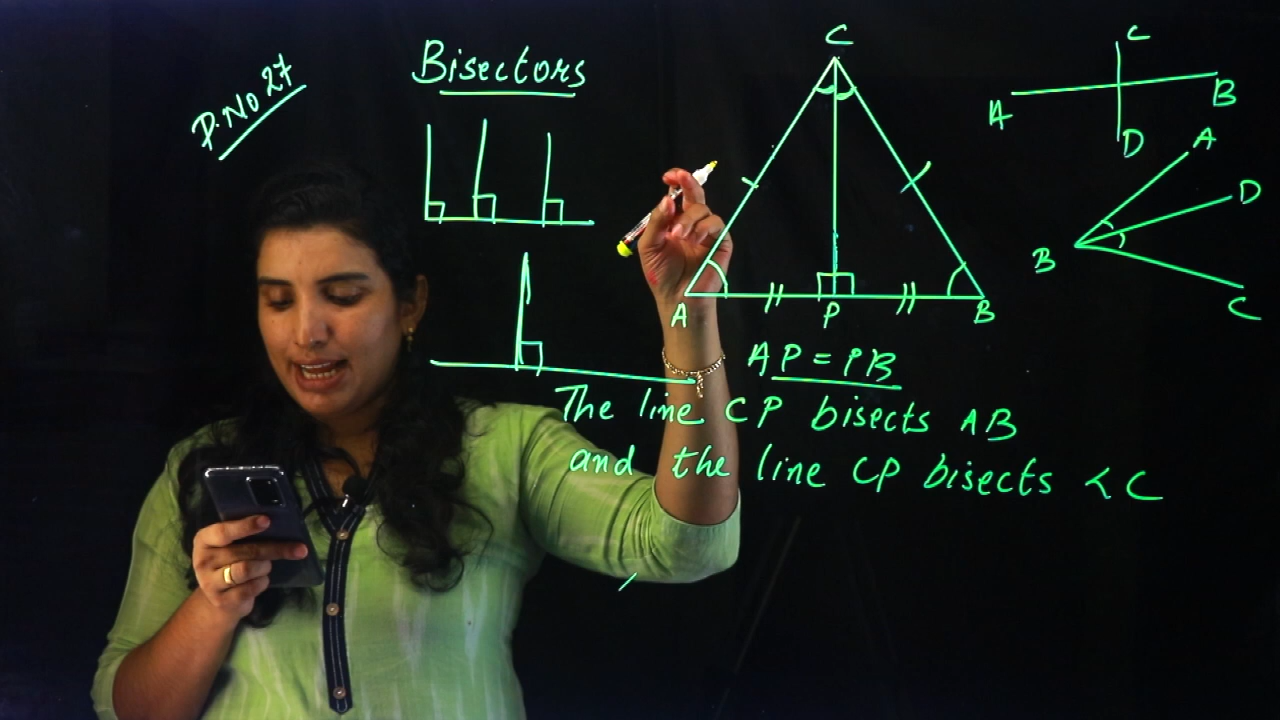 P.No 27
Bisectors
C
A P B
C
A B
D
A
D
B
C
AP = PB
The line CP bisects AB
and the line CP bisects <C